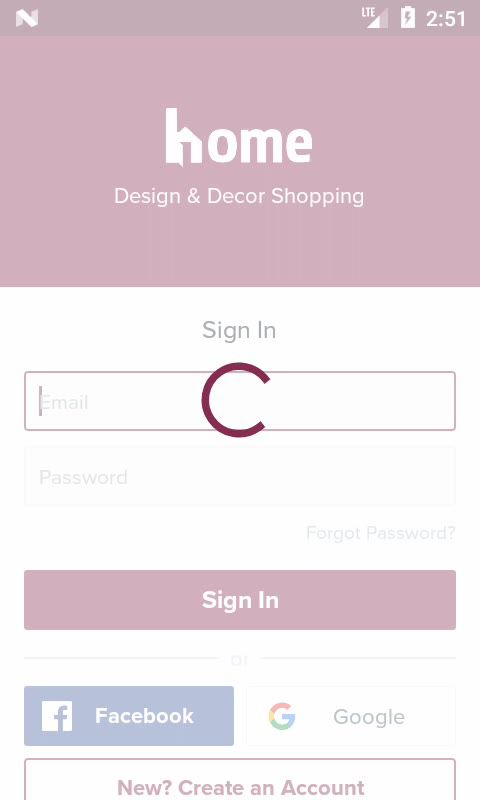 LTE 2:51
home
Design & Decor Shopping
Sign In
Email
Password
Forgot Password?
Sign In
or
Facebook
Google
New? Create an Account